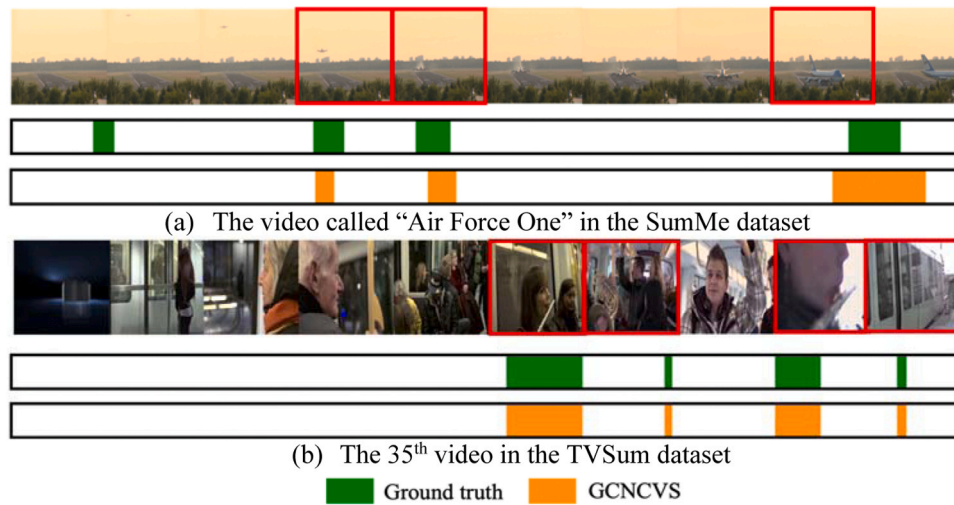 (a) The video called “Air Force One” in the SumMe dataset
(b) The 35th video in the TVSum dataset
Ground truth GCNCVS